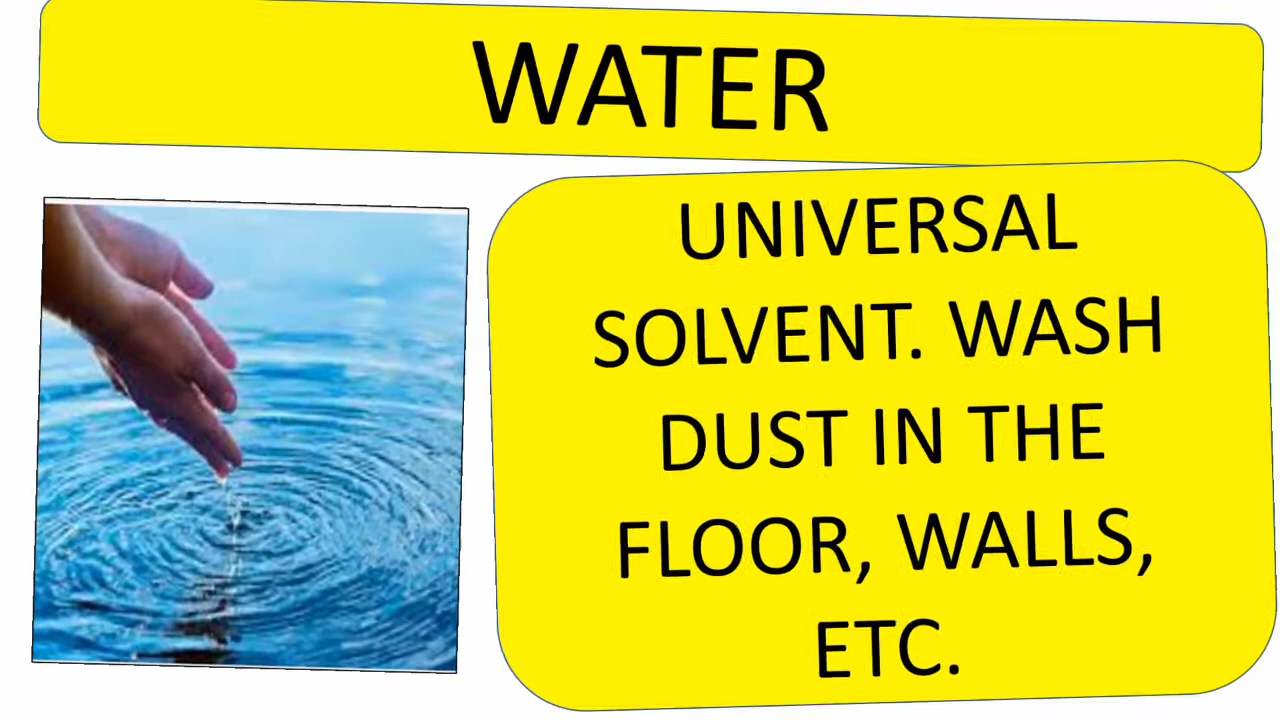 WATER
UNIVERSAL
SOLVENT. WASH
DUST IN THE
FLOOR, WALLS,
ETC.